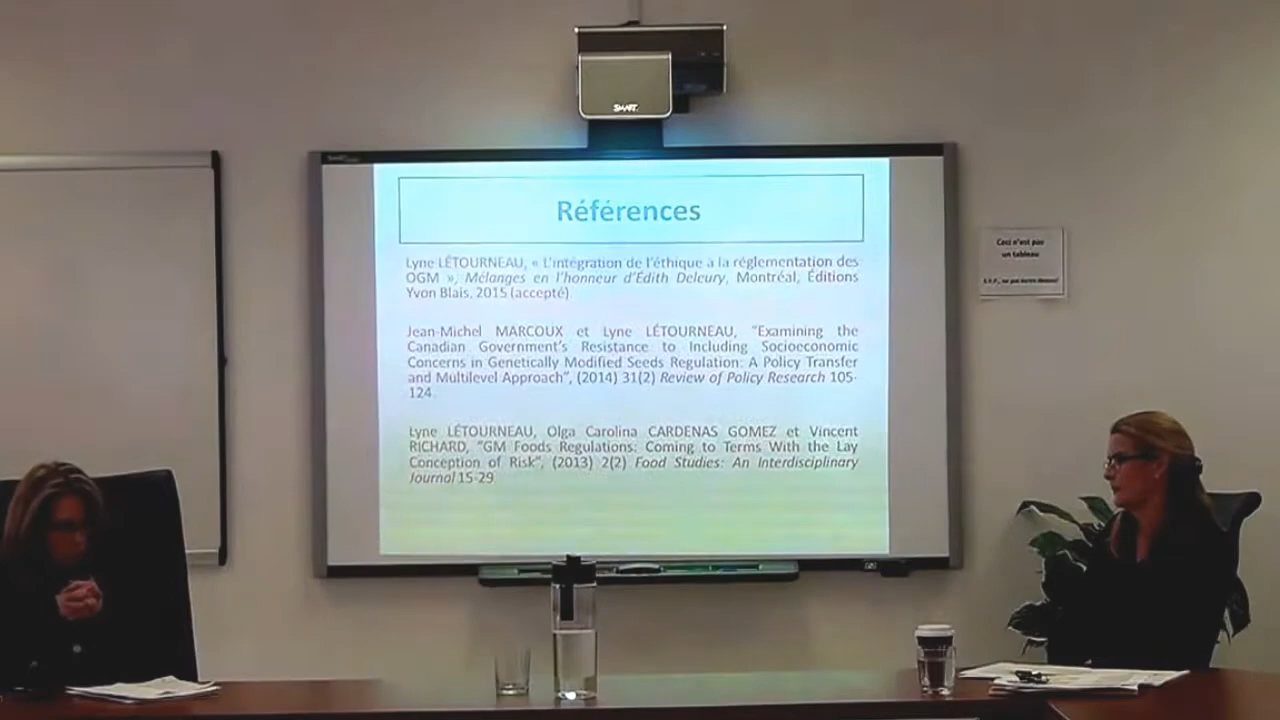 SMART
Références
Lyne LÉTOURNEAU, « L'intégration de l'éthique à la réglementation des
OGM », Mélanges en l'honneur d'Édith Deleury, Montréal, Éditions
Yvon Blais, 2015 (accepté)
Jean-Michel MARCOUX et Lyne LÉTOURNEAU, "Examining the
Canadian Government's Resistance to Including Socioeconomic
Concerns in Genetically Modified Seeds Regulation: A Policy Transfer
and Multilevel Approach", (2014) 31(2) Review of Policy Research 105-
124.
Lyne LÉTOURNEAU, Olga Carolina CARDENAS GOMEZ et Vincent
RICHARD, "GM Foods Regulations: Coming to Terms With the Lay
Conception of Risk", (2013) 2(2) Food Studies: An Interdisciplinary
Journal 15-29
Ceci n'est pas
un tableau
S.V.P., ne pas écrire dessus!